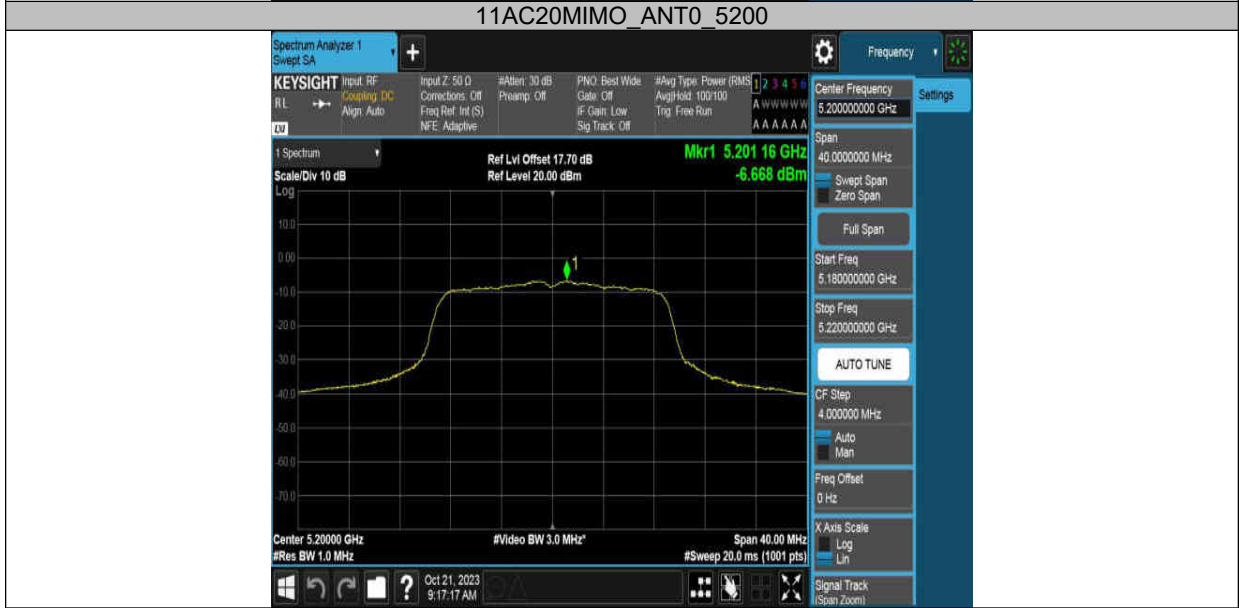 11AC20MIMO_ANT0_5200
Spectrum Analyzer 1
Swept SA
+
Frequency
KEYSIGHT
RL
Input: RF
Coupling: DC
Align: Auto
Input Z: 50 Ω
Corrections: Off
Freq Ref: Int (S)
NFE: Adaptive
#Atten: 30 dB
Preamp: Off
PNO: Best Wide
Gate: Off
IF Gain: Low
Sig Track: Off
#Avg Type: Power (RMS
Avg|Hold: 100/100
Trig: Free Run
1 2 3 4 5 6
A W W W W W
A A A A A A
1 Spectrum
Scale/Div 10 dB
Log
Ref Lvl Offset 17.70 dB
Ref Level 20.00 dBm
Mkr1 5.201 16 GHz
-6.668 dBm
10.0
0.00
-10.0
-20.0
-30.0
-40.0
-50.0
-60.0
-70.0
1
Center 5.20000 GHz
#Res BW 1.0 MHz
#Video BW 3.0 MHz*
Span 40.00 MHz
#Sweep 20.0 ms (1001 pts)
?
Oct 21, 2023
9:17:17 AM
Center Frequency
5.200000000 GHz
Settings
Span
40.0000000 MHz
Swept Span
Zero Span
Full Span
Start Freq
5.180000000 GHz
Stop Freq
5.220000000 GHz
AUTO TUNE
CF Step
4.000000 MHz
Auto
Man
Freq Offset
0 Hz
X Axis Scale
Log
Lin
Signal Track
(Span Zoom)